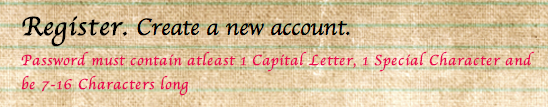 Register. Create a new account.
Password must contain atleast 1 Capital Letter, 1 Special Character and
be 7-16 Characters long